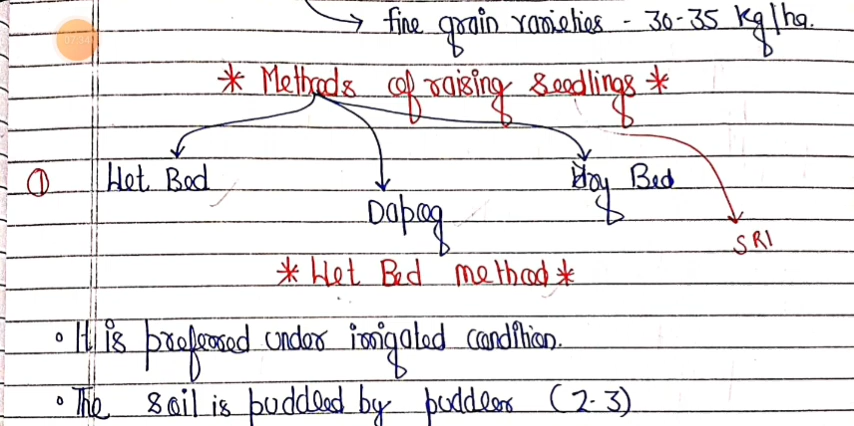 fine grain varieties - 30-35 kg/ha.
* Methods of raising seedlings *
① Wet Bed
Dry Bed
Dapog
SRI
* Wet Bed method *
• It is preferred under irrigated condition.
• The soil is puddled by puddler (2-3)